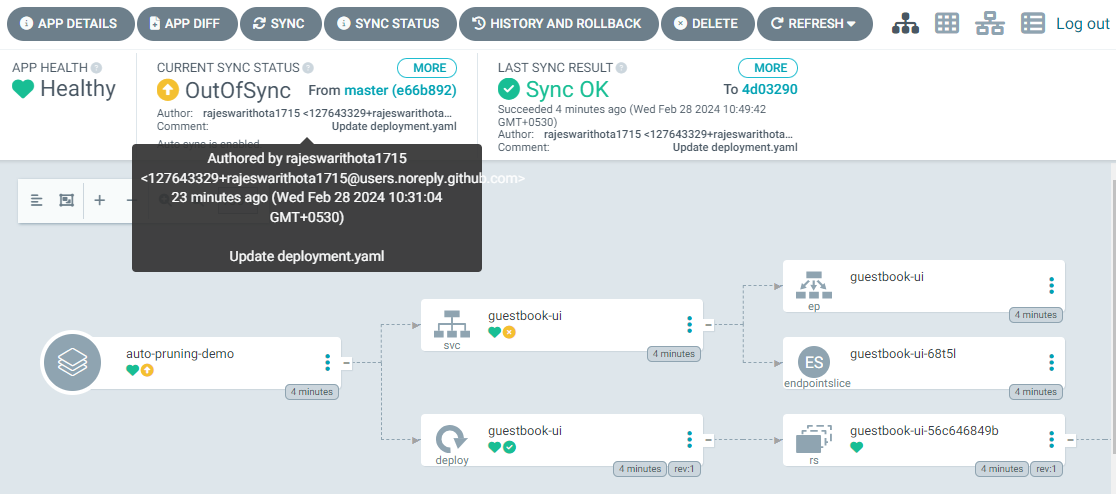 APP DETAILS
APP DIFF
SYNC
SYNC STATUS
HISTORY AND ROLLBACK
DELETE
REFRESH
Log out
APP HEALTH
Healthy
CURRENT SYNC STATUS
MORE
OutOfSync
From master (e66b892)
Author: rajeswarithota1715 <127643329+rajeswarithota...
Comment: Update deployment.yaml
Auto sync is enabled.
LAST SYNC RESULT
MORE
Sync OK
To 4d03290
Succeeded 4 minutes ago (Wed Feb 28 2024 10:49:42
GMT+0530)
Author: rajeswarithota1715 <127643329+rajeswarithota...
Comment: Update deployment.yaml
Authored by rajeswarithota1715
<127643329+rajeswarithota1715@users.noreply.github.com>
23 minutes ago (Wed Feb 28 2024 10:31:04
GMT+0530)
Update deployment.yaml
auto-pruning-demo
4 minutes
guestbook-ui
svc
4 minutes
guestbook-ui
deploy
4 minutes
rev:1
guestbook-ui
ep
4 minutes
ES
guestbook-ui-68t5l
endpointslice
4 minutes
guestbook-ui-56c646849b
rs
4 minutes
rev:1